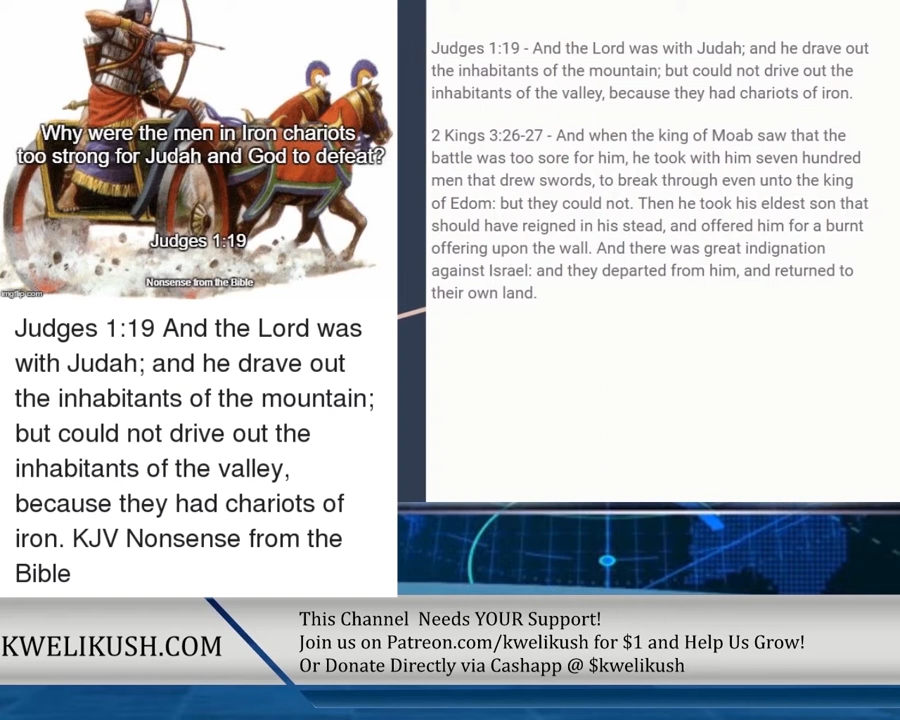 Why were the men in Iron chariots
too strong for Judah and God to defeat?
Judges 1:19
Nonsense from the Bible
imgflip.com
Judges 1:19 And the Lord was
with Judah; and he drave out
the inhabitants of the mountain;
but could not drive out the
inhabitants of the valley,
because they had chariots of
iron. KJV Nonsense from the
Bible
Judges 1:19 - And the Lord was with Judah; and he drave out
the inhabitants of the mountain; but could not drive out the
inhabitants of the valley, because they had chariots of iron.
2 Kings 3:26-27 - And when the king of Moab saw that the
battle was too sore for him, he took with him seven hundred
men that drew swords, to break through even unto the king
of Edom: but they could not. Then he took his eldest son that
should have reigned in his stead, and offered him for a burnt
offering upon the wall. And there was great indignation
against Israel: and they departed from him, and returned to
their own land.
KWELIKUSH.COM
This Channel Needs YOUR Support!
Join us on Patreon.com/kwelikush for $1 and Help Us Grow!
Or Donate Directly via Cashapp @ $kwelikush